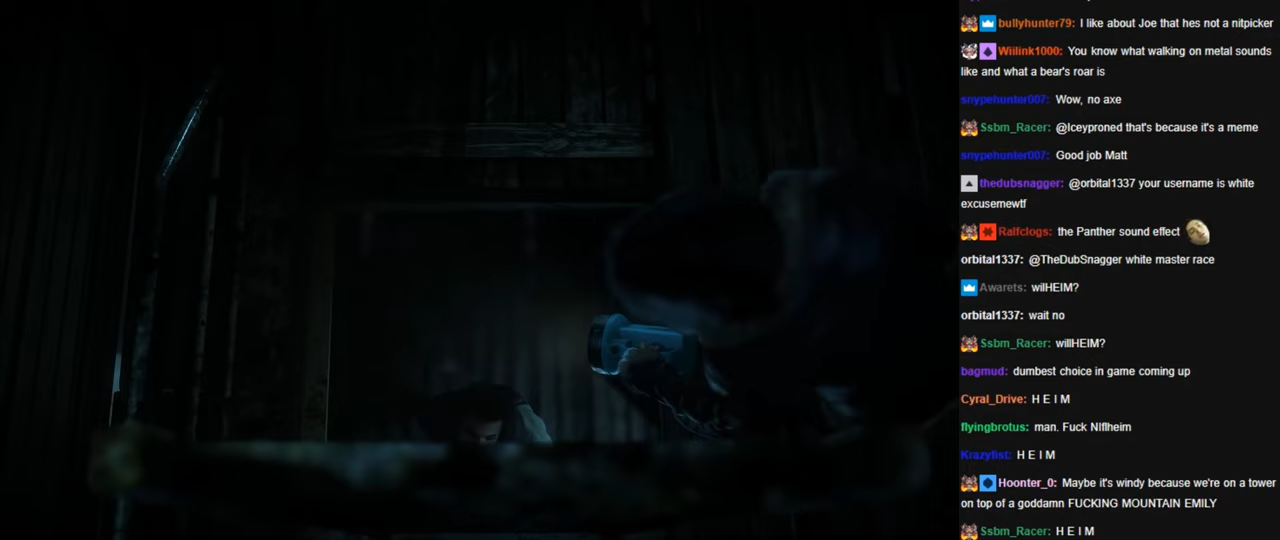 bullyhunter79: I like about Joe that hes not a nitpicker
Wiilink1000: You know what walking on metal sounds
like and what a bear's roar is
snypehunter007: Wow, no axe
Ssbm_Racer: @Iceyproned that's because it's a meme
snypehunter007: Good job Matt
thedubsnagger: @orbital1337 your username is white
excusemewtf
Ralfclogs: the Panther sound effect
orbital1337: @TheDubSnagger white master race
Awarets: wilHEIM?
orbital1337: wait no
Ssbm_Racer: willHEIM?
bagmud: dumbest choice in game coming up
Cyral_Drive: H E I M
flyingbrotus: man. Fuck Nlflheim
Krazyfist: H E I M
Hoonter_0: Maybe it's windy because we're on a tower
on top of a goddamn FUCKING MOUNTAIN EMILY
Ssbm_Racer: H E I M